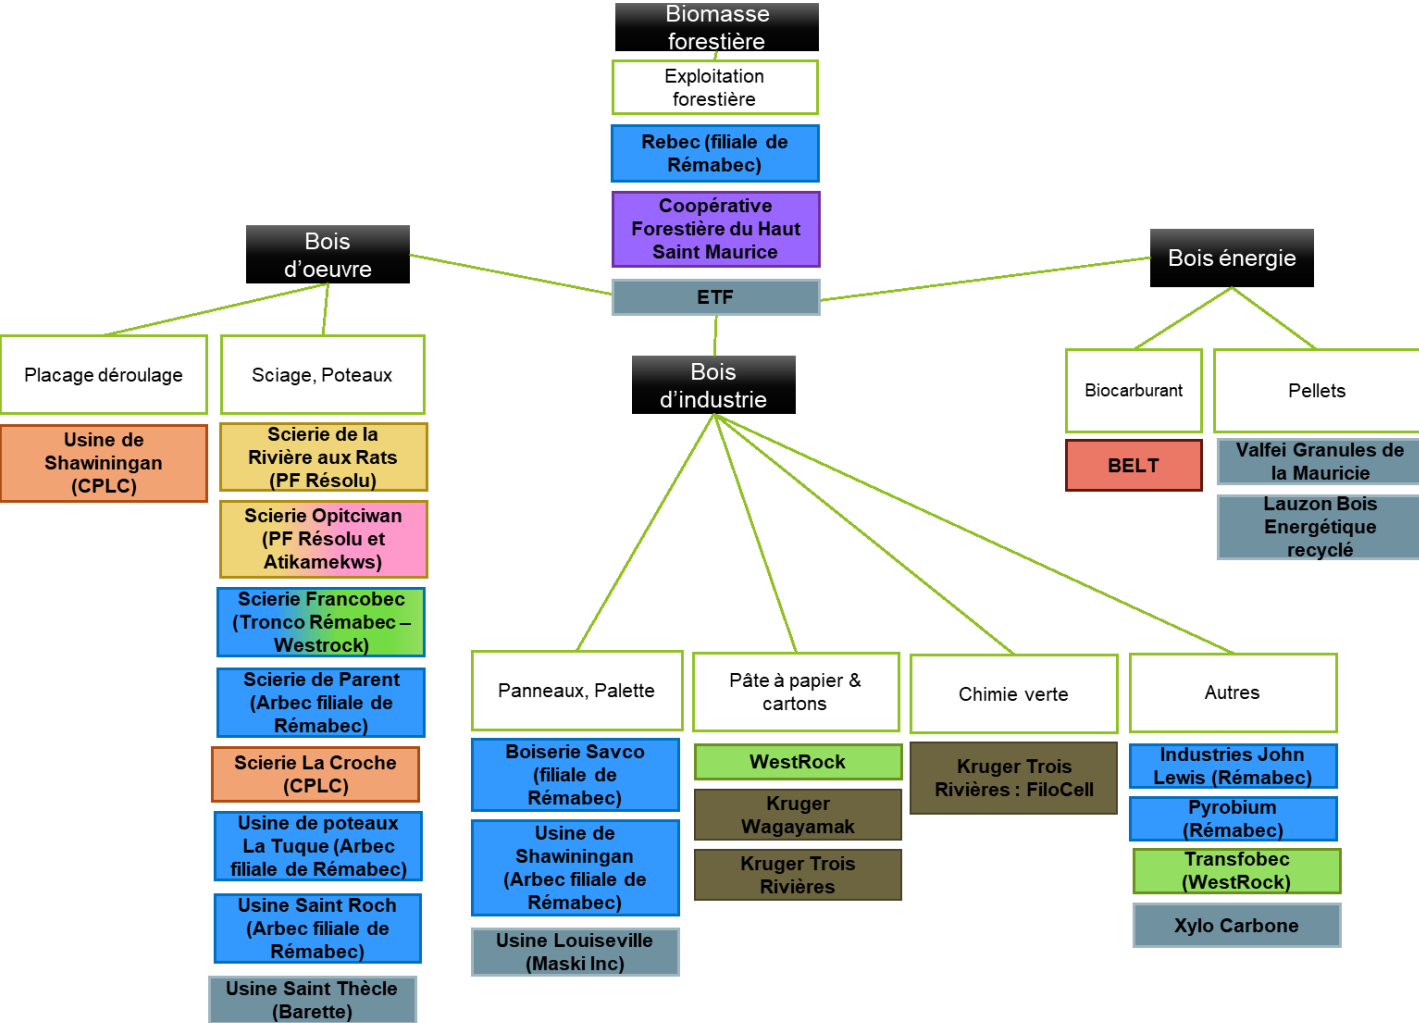 Biomasse
forestière
Exploitation
forestière
Rebec (filiale de
Rémabec)
Coopérative
Forestière du Haut
Saint Maurice
ETF
Bois
d’oeuvre
Placage déroulage
Usine de
Shawiningan
(CPLC)
Sciage, Poteaux
Scierie de la
Rivière aux Rats
(PF Résolu)
Scierie Opitciwan
(PF Résolu et
Atikamekws)
Scierie Francobec
(Tronco Rémabec –
Westrock)
Scierie de Parent
(Arbec filiale de
Rémabec)
Scierie La Croche
(CPLC)
Usine de poteaux
La Tuque (Arbec
filiale de Rémabec)
Usine Saint Roch
(Arbec filiale de
Rémabec)
Usine Saint Thècle
(Barette)
Bois
d’industrie
Panneaux, Palette
Boiserie Savco
(filiale de
Rémabec)
Usine de
Shawiningan
(Arbec filiale de
Rémabec)
Usine Louiseville
(Maski Inc)
Pâte à papier &
cartons
WestRock
Kruger
Wagayamak
Kruger Trois
Rivières
Chimie verte
Kruger Trois
Rivières : FiloCell
Autres
Industries John
Lewis (Rémabec)
Pyrobium
(Rémabec)
Transfobec
(WestRock)
Xylo Carbone
Bois énergie
Biocarburant
BELT
Pellets
Valfei Granules de
la Mauricie
Lauzon Bois
Energétique
recyclé